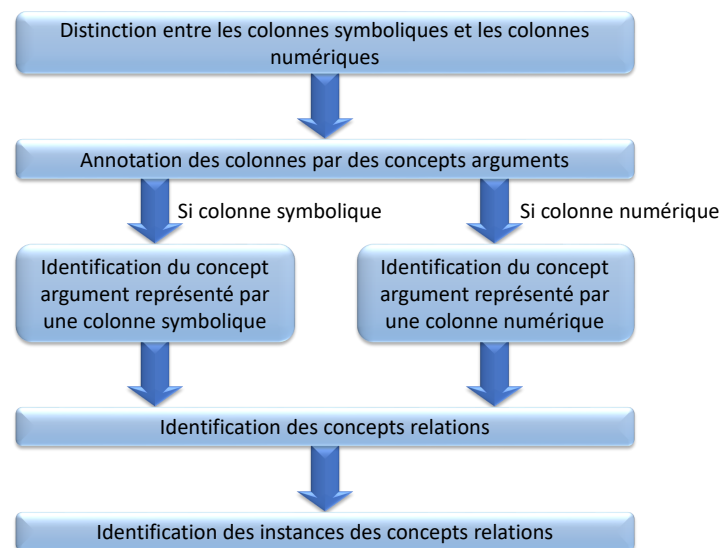 Distinction entre les colonnes symboliques et les colonnes
numériques
Annotation des colonnes par des concepts arguments
Si colonne symbolique
Si colonne numérique
Identification du concept
argument représenté par
une colonne symbolique
Identification du concept
argument représenté par
une colonne numérique
Identification des concepts relations
Identification des instances des concepts relations